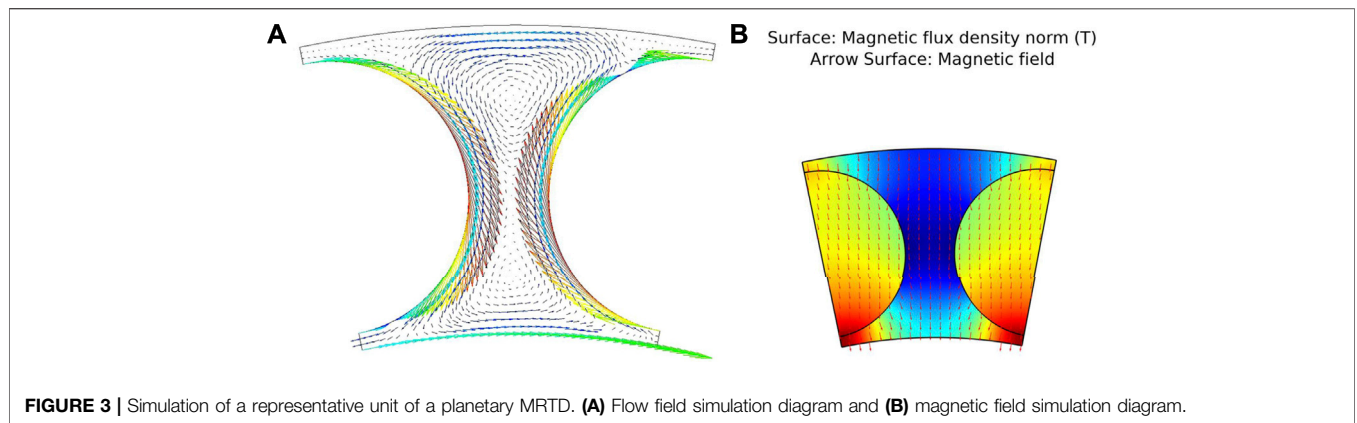 A
B
Surface: Magnetic flux density norm (T)
Arrow Surface: Magnetic field
FIGURE 3 | Simulation of a representative unit of a planetary MRTD. (A) Flow field simulation diagram and (B) magnetic field simulation diagram.